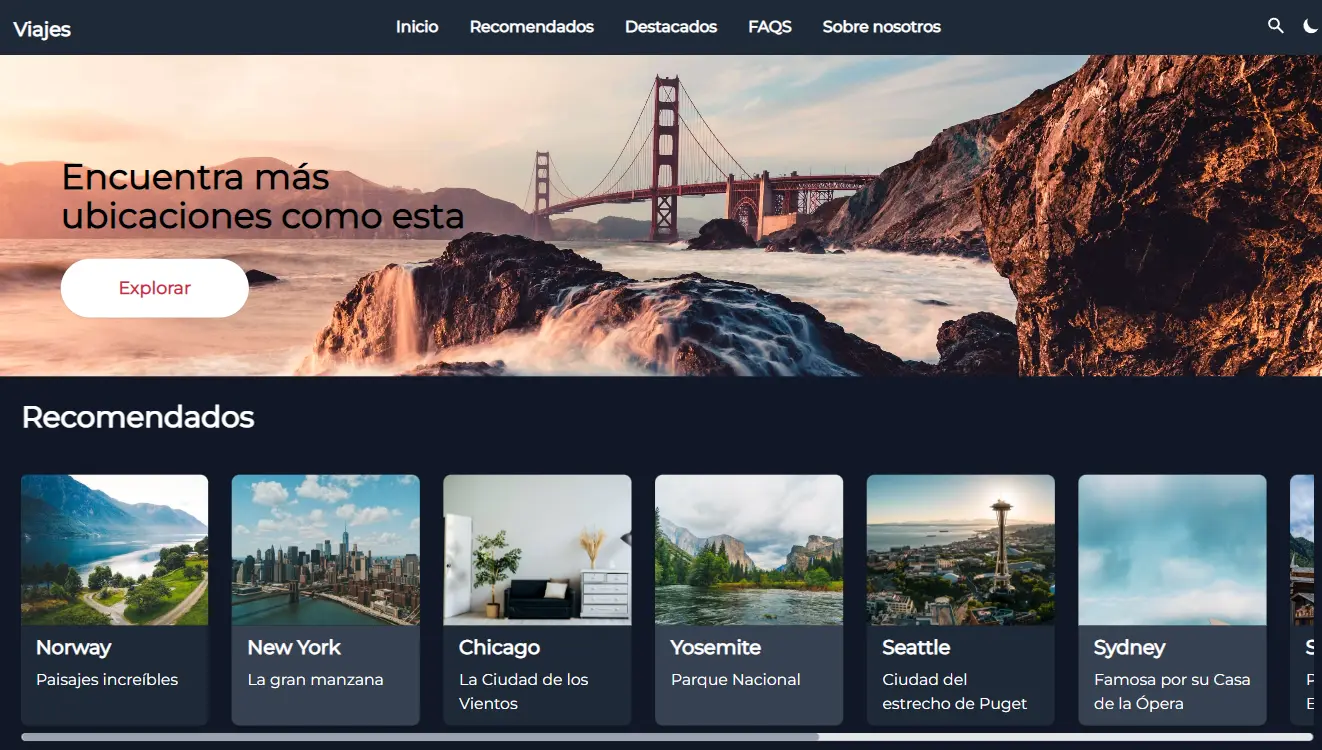 Viajes
Inicio
Recomendados
Destacados
FAQS
Sobre nosotros
Encuentra más
ubicaciones como esta
Explorar
Recomendados
Norway
Paisajes increíbles
New York
La gran manzana
Chicago
La Ciudad de los
Vientos
Yosemite
Parque Nacional
Seattle
Ciudad del
estrecho de Puget
Sydney
Famosa por su Casa
de la Ópera